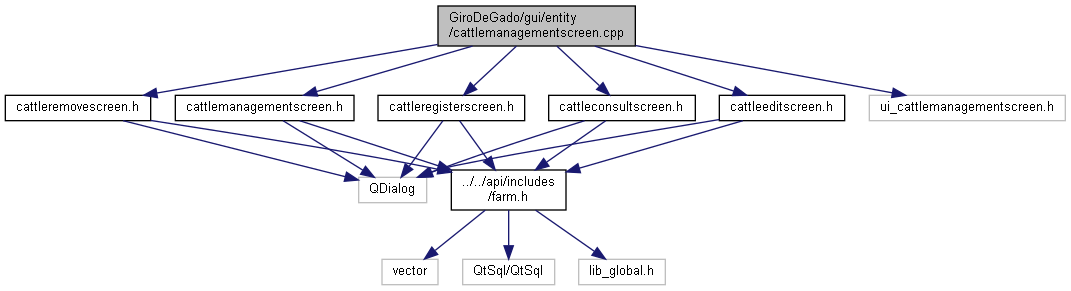 GiroDeGado/gui/entity
/cattlemanagementscreen.cpp
cattleremovescreen.h
cattlemanagementscreen.h
cattleregisterscreen.h
cattleconsultscreen.h
cattleeditscreen.h
ui_cattlemanagementscreen.h
QDialog
../../api/includes
/farm.h
vector
QtSql/QtSql
lib_global.h